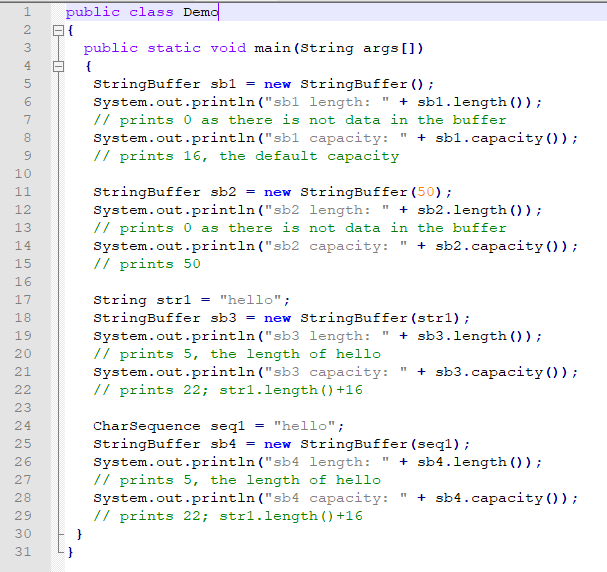 1 public class Demo
2 {
3 public static void main(String args[])
4 {
5 StringBuffer sb1 = new StringBuffer();
6 System.out.println("sb1 length: " + sb1.length());
7 // prints 0 as there is not data in the buffer
8 System.out.println("sb1 capacity: " + sb1.capacity());
9 // prints 16, the default capacity
10
11 StringBuffer sb2 = new StringBuffer(50);
12 System.out.println("sb2 length: " + sb2.length());
13 // prints 0 as there is not data in the buffer
14 System.out.println("sb2 capacity: " + sb2.capacity());
15 // prints 50
16
17 String str1 = "hello";
18 StringBuffer sb3 = new StringBuffer(str1);
19 System.out.println("sb3 length: " + sb3.length());
20 // prints 5, the length of hello
21 System.out.println("sb3 capacity: " + sb3.capacity());
22 // prints 22; str1.length()+16
23
24 CharSequence seq1 = "hello";
25 StringBuffer sb4 = new StringBuffer(seq1);
26 System.out.println("sb4 length: " + sb4.length());
27 // prints 5, the length of hello
28 System.out.println("sb4 capacity: " + sb4.capacity());
29 // prints 22; str1.length()+16
30 }
31 }